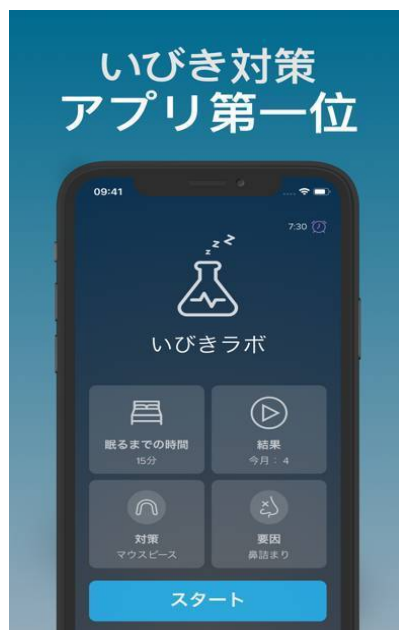 いびき対策
アプリ第一位
09:41
7:30
z z z
いびきラボ
眠るまでの時間
15分
結果
今月: 4
対策
マウスピース
要因
鼻詰まり
スタート